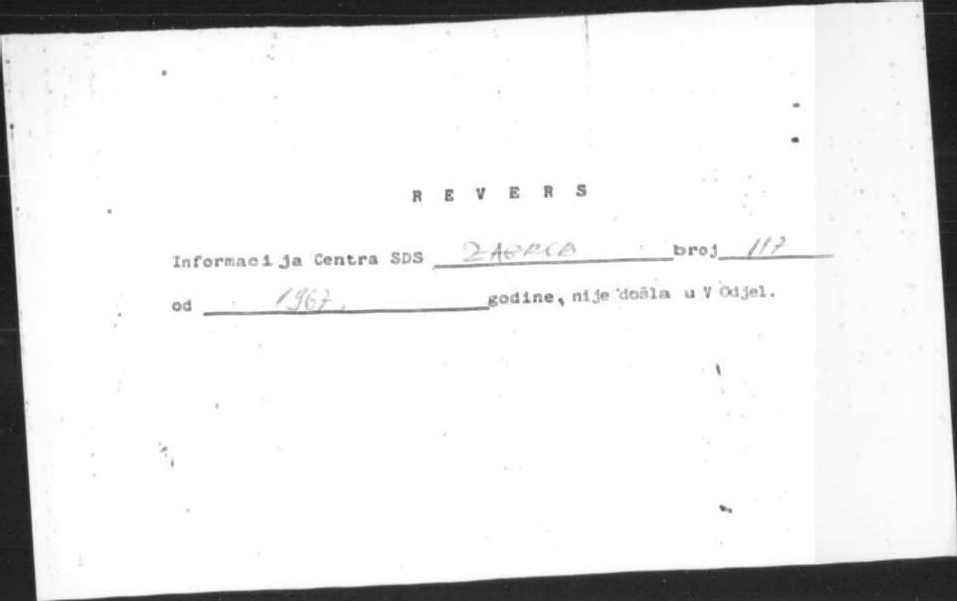 R E V E R S
Informacija Centra SDS ZAGREB broj 117
od 1967. godine, nije došla u V Odjel.